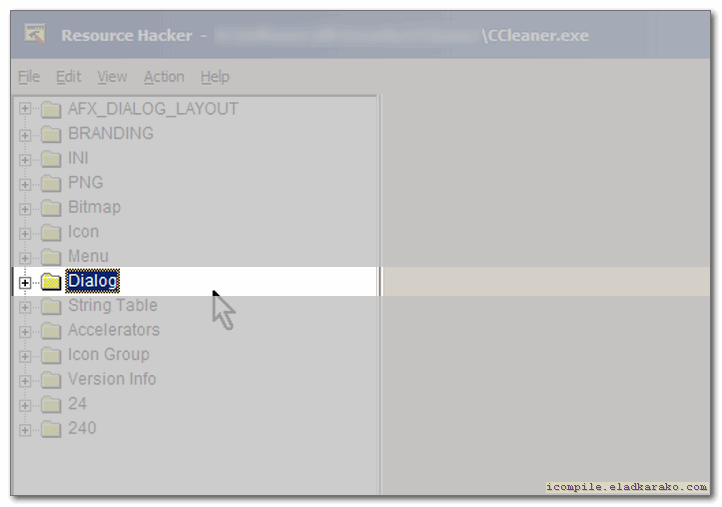 Resource Hacker - \CCleaner.exe
File Edit View Action Help
AFX_DIALOG_LAYOUT
BRANDING
INI
PNG
Bitmap
Icon
Menu
Dialog
String Table
Accelerators
Icon Group
Version Info
24
240
icompile.eladkarako.com